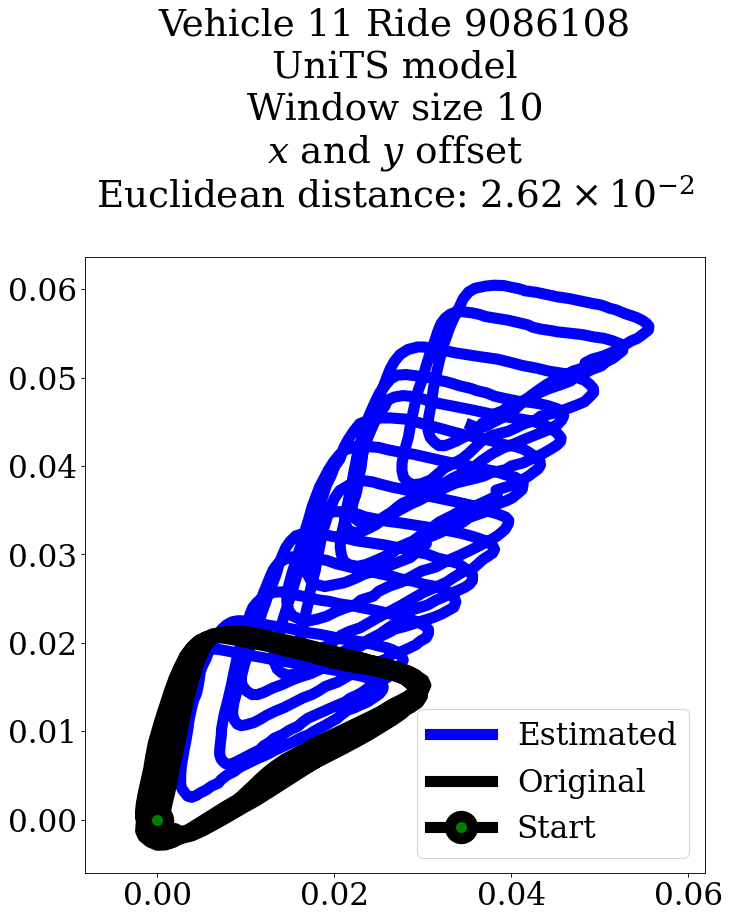 Vehicle 11 Ride 9086108
UniTS model
Window size 10
x and y offset
Euclidean distance: 2.62 × 10⁻²
0.06
0.05
0.04
0.03
0.02
0.01
0.00
Estimated
Original
Start
0.00 0.02 0.04 0.06